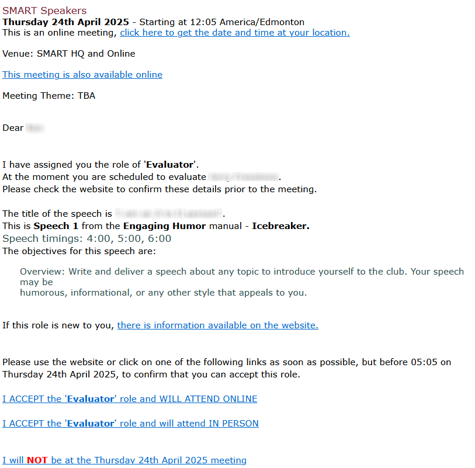 SMART Speakers
Thursday 24th April 2025 - Starting at 12:05 America/Edmonton
This is an online meeting, click here to get the date and time at your location.
Venue: SMART HQ and Online
This meeting is also available online
Meeting Theme: TBA
Dear
I have assigned you the role of 'Evaluator'.
At the moment you are scheduled to evaluate .
Please check the website to confirm these details prior to the meeting.
The title of the speech is .
This is Speech 1 from the Engaging Humor manual - Icebreaker.
Speech timings: 4:00, 5:00, 6:00
The objectives for this speech are:
Overview: Write and deliver a speech about any topic to introduce yourself to the club. Your speech
may be
humorous, informational, or any other style that appeals to you.
If this role is new to you, there is information available on the website.
Please use the website or click on one of the following links as soon as possible, but before 05:05 on
Thursday 24th April 2025, to confirm that you can accept this role.
I ACCEPT the 'Evaluator' role and WILL ATTEND ONLINE
I ACCEPT the 'Evaluator' role and will attend IN PERSON
I will NOT be at the Thursday 24th April 2025 meeting